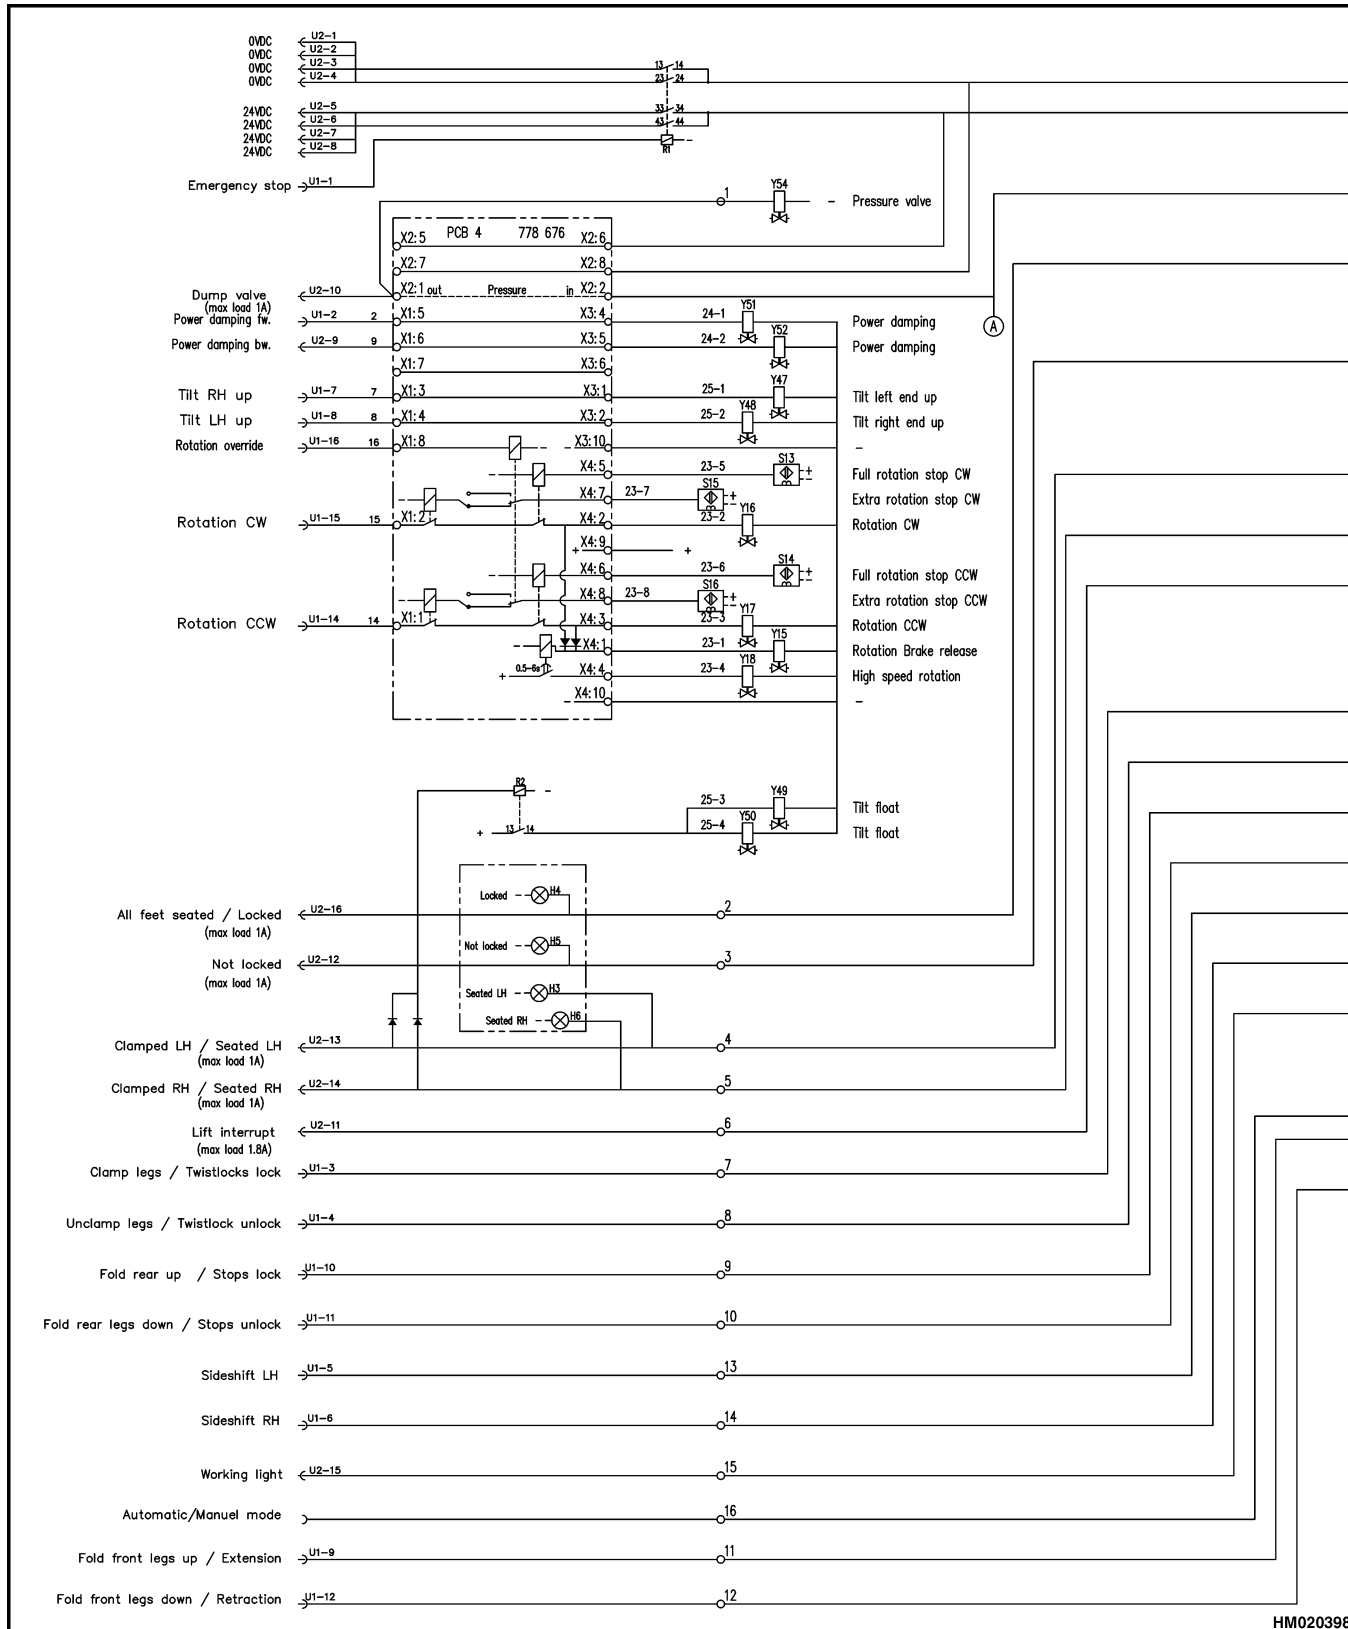 0VDC U2-1
0VDC U2-2
0VDC U2-3 13 14
0VDC U2-4 23 24
24VDC U2-5 33 34
24VDC U2-6 43 44
24VDC U2-7
24VDC U2-8 R1
Emergency stop U1-1
1 Y54 - Pressure valve
PCB 4 778 676
X2:5 X2:6
X2:7 X2:8
Dump valve U2-10 X2:1 out Pressure in X2:2
(max load 1A)
Power damping fw. U1-2 2 X1:5 X3:4 24-1 Y51 Power damping A
Power damping bw. U2-9 9 X1:6 X3:5 24-2 Y52 Power damping
X1:7 X3:6
Tilt RH up U1-7 7 X1:3 X3:1 25-1 Y47 Tilt left end up
Tilt LH up U1-8 8 X1:4 X3:2 25-2 Y48 Tilt right end up
Rotation override U1-16 16 X1:8 - - X3:10 -
- X4:5 23-5 S13 + - Full rotation stop CW
- X4:7 23-7 S15 + - Extra rotation stop CW
Rotation CW U1-15 15 X1:2 X4:2 23-2 Y16 Rotation CW
+ X4:9 +
- X4:6 23-6 S14 + - Full rotation stop CCW
- X4:8 23-8 S16 + - Extra rotation stop CCW
Rotation CCW U1-14 14 X1:1 X4:3 23-3 Y17 Rotation CCW
- X4:1 23-1 Y15 Rotation Brake release
+ 0.5-6s X4:4 23-4 Y18 High speed rotation
- X4:10 -
R2 -
25-3 Y49 Tilt float
+ 13 14 25-4 Y50 Tilt float
Locked - H4
All feet seated / Locked U2-16 2
(max load 1A)
Not locked - H5
Not locked U2-12 3
(max load 1A)
Seated LH - H3
Seated RH - H6
Clamped LH / Seated LH U2-13 4
(max load 1A)
Clamped RH / Seated RH U2-14 5
(max load 1A)
Lift interrupt U2-11 6
(max load 1.8A)
Clamp legs / Twistlocks lock U1-3 7
Unclamp legs / Twistlock unlock U1-4 8
Fold rear up / Stops lock U1-10 9
Fold rear legs down / Stops unlock U1-11 10
Sideshift LH U1-5 13
Sideshift RH U1-6 14
Working light U2-15 15
Automatic/Manuel mode 16
Fold front legs up / Extension U1-9 11
Fold front legs down / Retraction U1-12 12
HM020398